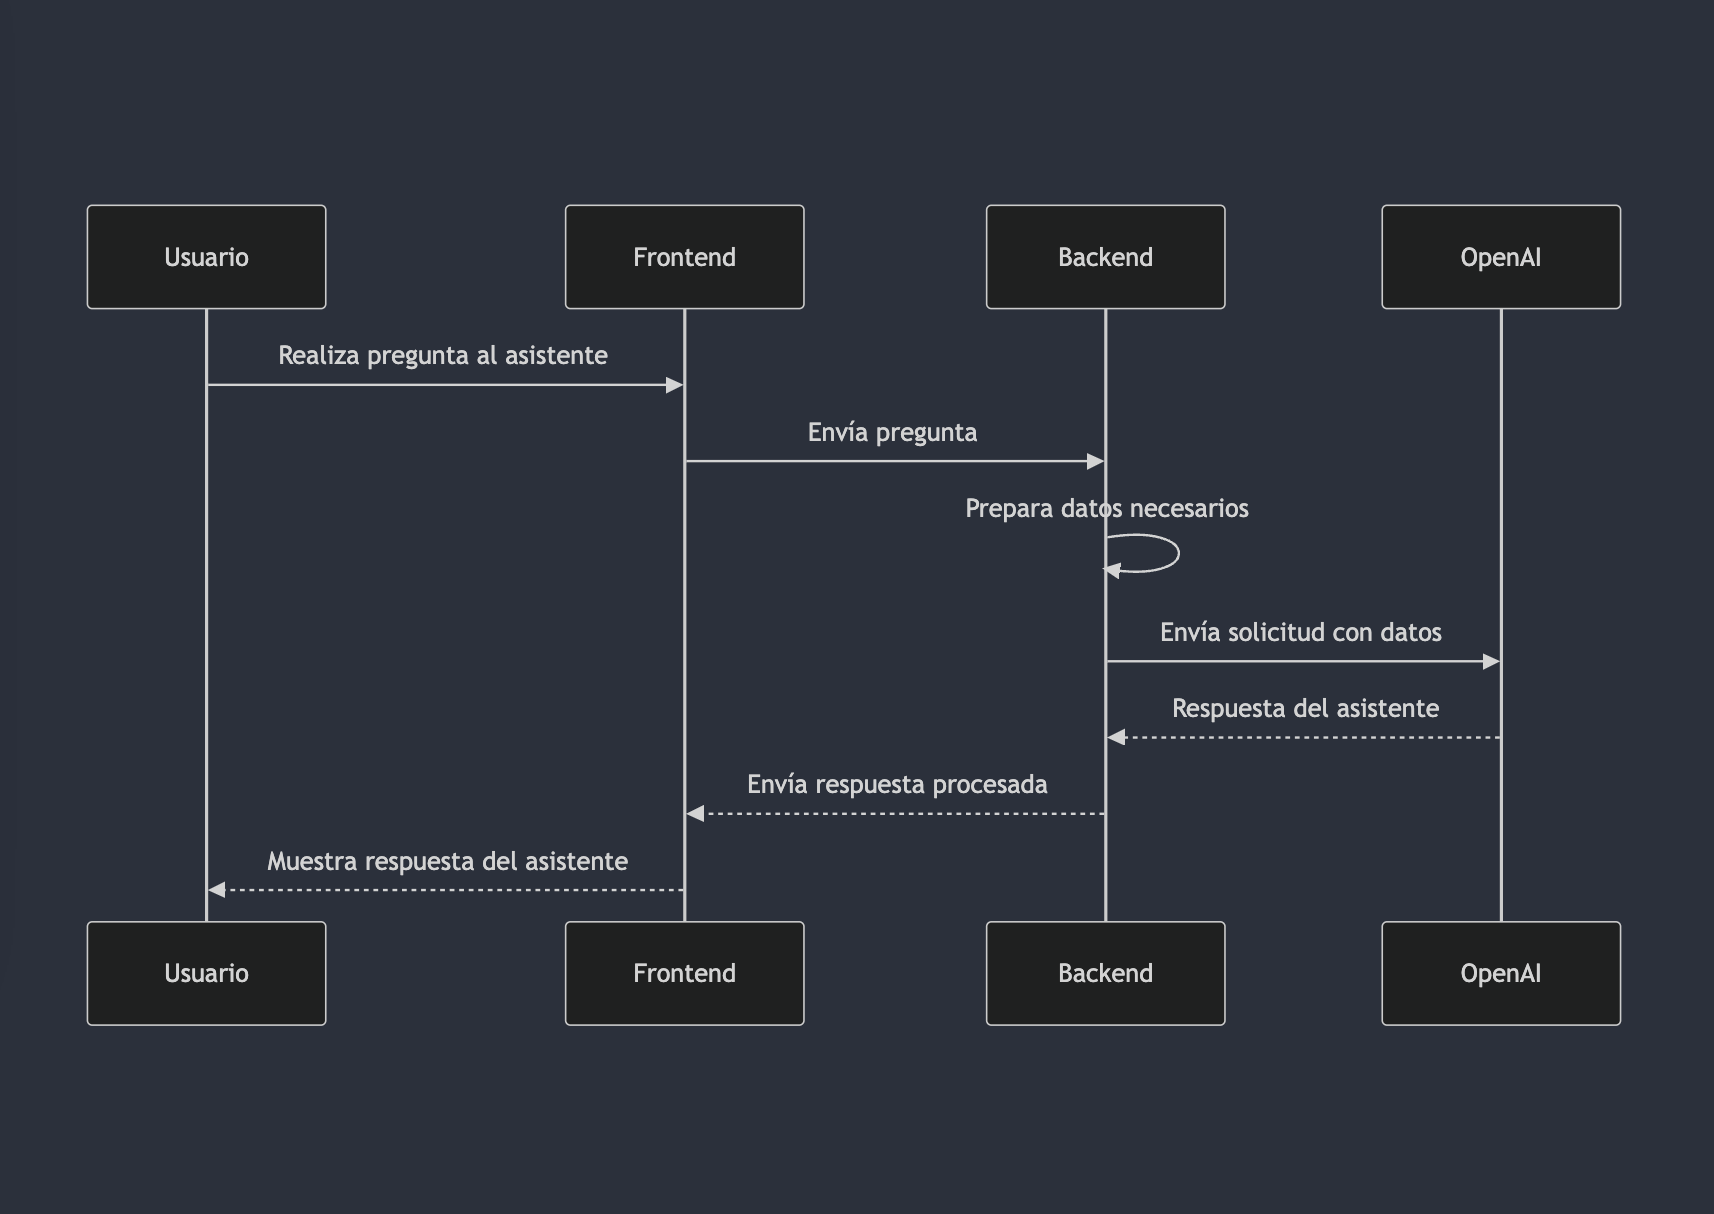 Usuario
Frontend
Backend
OpenAI
Realiza pregunta al asistente
Envía pregunta
Prepara datos necesarios
Envía solicitud con datos
Respuesta del asistente
Envía respuesta procesada
Muestra respuesta del asistente
Usuario
Frontend
Backend
OpenAI